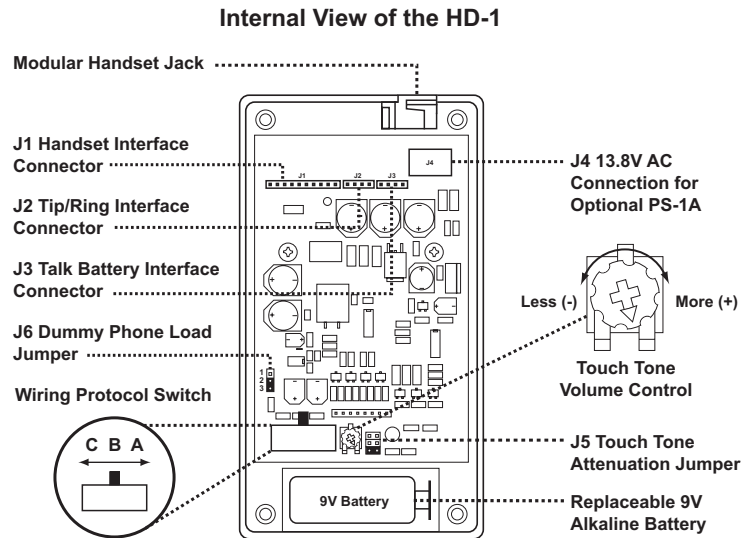 Internal View of the HD-1
Modular Handset Jack
J1 Handset Interface
Connector
J2 Tip/Ring Interface
Connector
J3 Talk Battery Interface
Connector
J6 Dummy Phone Load
Jumper
Wiring Protocol Switch
C B A
J1
J2
J3
J4
1
2
3
9V Battery
J4 13.8V AC
Connection for
Optional PS-1A
Less (-)
More (+)
Touch Tone
Volume Control
J5 Touch Tone
Attenuation Jumper
Replaceable 9V
Alkaline Battery